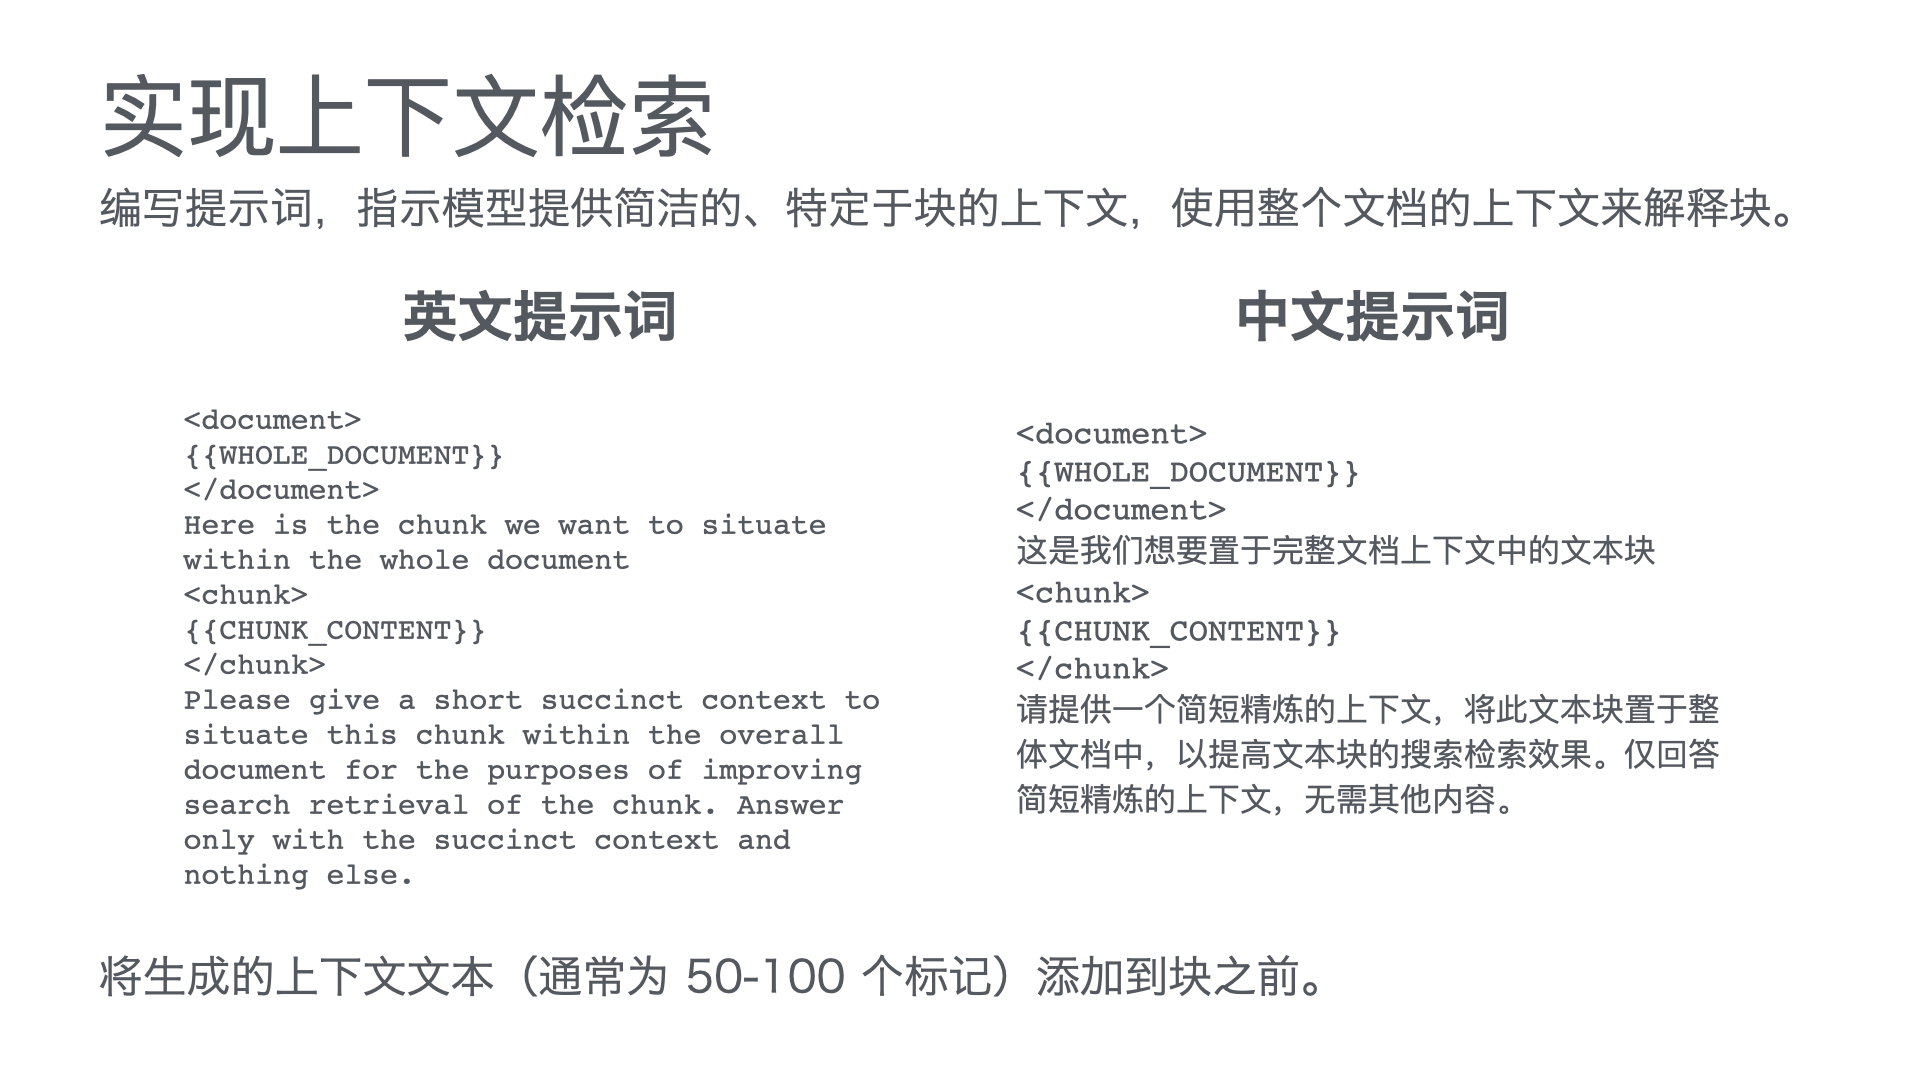 实现上下文检索
编写提示词，指示模型提供简洁的、特定于块的上下文，使用整个文档的上下文来解释块。
英文提示词
<document>
{{WHOLE_DOCUMENT}}
</document>
Here is the chunk we want to situate
within the whole document
<chunk>
{{CHUNK_CONTENT}}
</chunk>
Please give a short succinct context to
situate this chunk within the overall
document for the purposes of improving
search retrieval of the chunk. Answer
only with the succinct context and
nothing else.
中文提示词
<document>
{{WHOLE_DOCUMENT}}
</document>
这是我们想要置于完整文档上下文中的文本块
<chunk>
{{CHUNK_CONTENT}}
</chunk>
请提供一个简短精炼的上下文，将此文本块置于整
体文档中，以提高文本块的搜索检索效果。仅回答
简短精炼的上下文，无需其他内容。
将生成的上下文文本（通常为 50-100 个标记）添加到块之前。